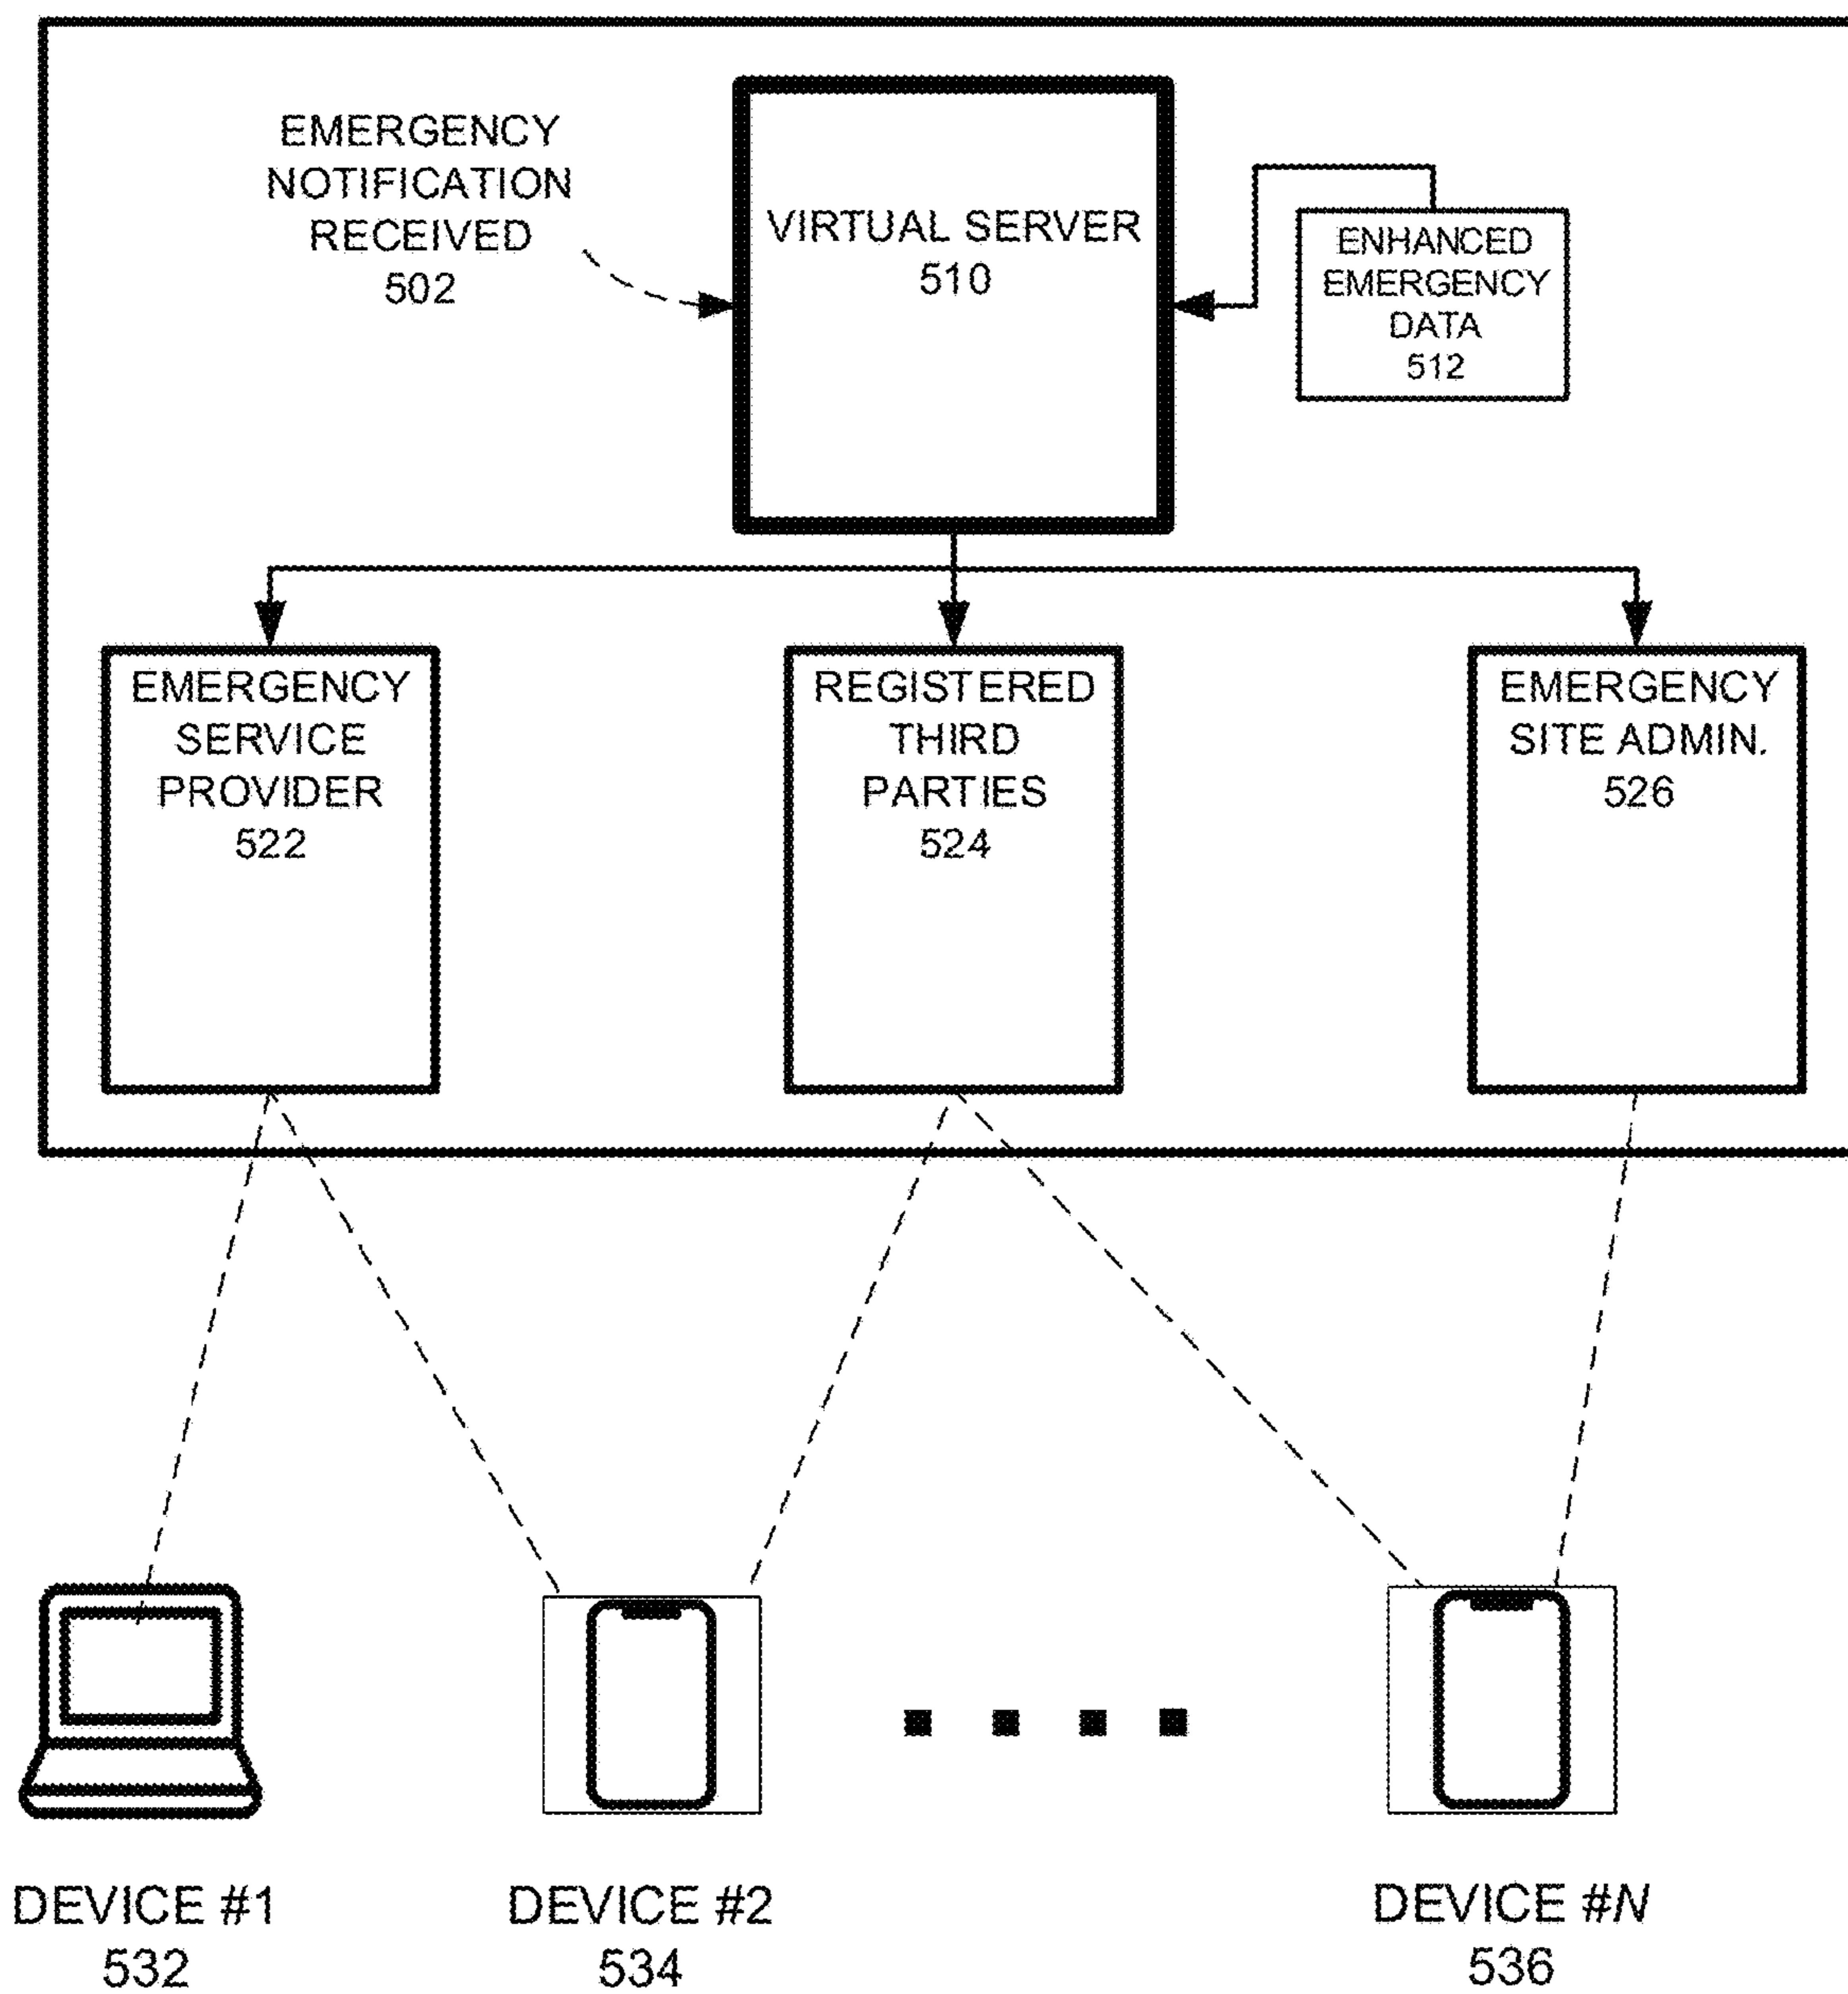 EMERGENCY
NOTIFICATION
RECEIVED
502
VIRTUAL SERVER
510
ENHANCED
EMERGENCY
DATA
512
EMERGENCY
SERVICE
PROVIDER
522
REGISTERED
THIRD
PARTIES
524
EMERGENCY
SITE ADMIN.
526
DEVICE #1
532
DEVICE #2
534
DEVICE #N
536